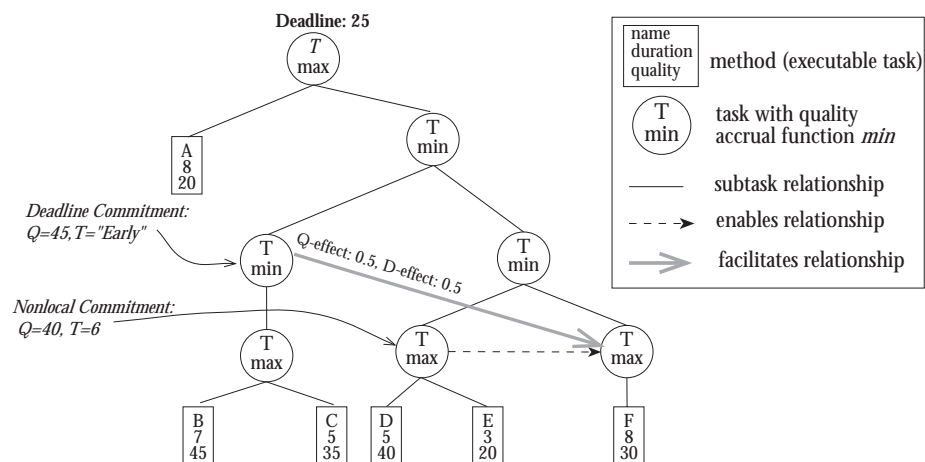 Deadline: 25
T
max
T
min
A
8
20
Deadline Commitment:
Q=45,T="Early"
T
min
Q-effect: 0.5, D-effect: 0.5
T
min
Nonlocal Commitment:
Q=40, T=6
T
max
T
max
T
max
B
7
45
C
5
35
D
5
40
E
3
20
F
8
30
name
duration
quality
method (executable task)
T
min
task with quality
accrual function min
subtask relationship
enables relationship
facilitates relationship